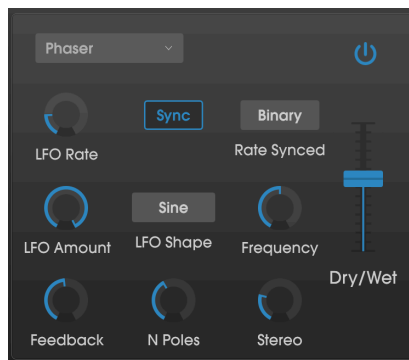 Phaser
Sync
Binary
LFO Rate
Rate Synced
Sine
LFO Amount
LFO Shape
Frequency
Dry/Wet
Feedback
N Poles
Stereo